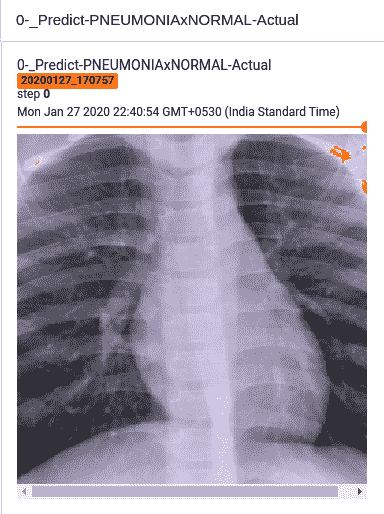 0-_Predict-PNEUMONIAxNORMAL-Actual
0-_Predict-PNEUMONIAxNORMAL-Actual
20200127_170757
step 0
Mon Jan 27 2020 22:40:54 GMT+0530 (India Standard Time)